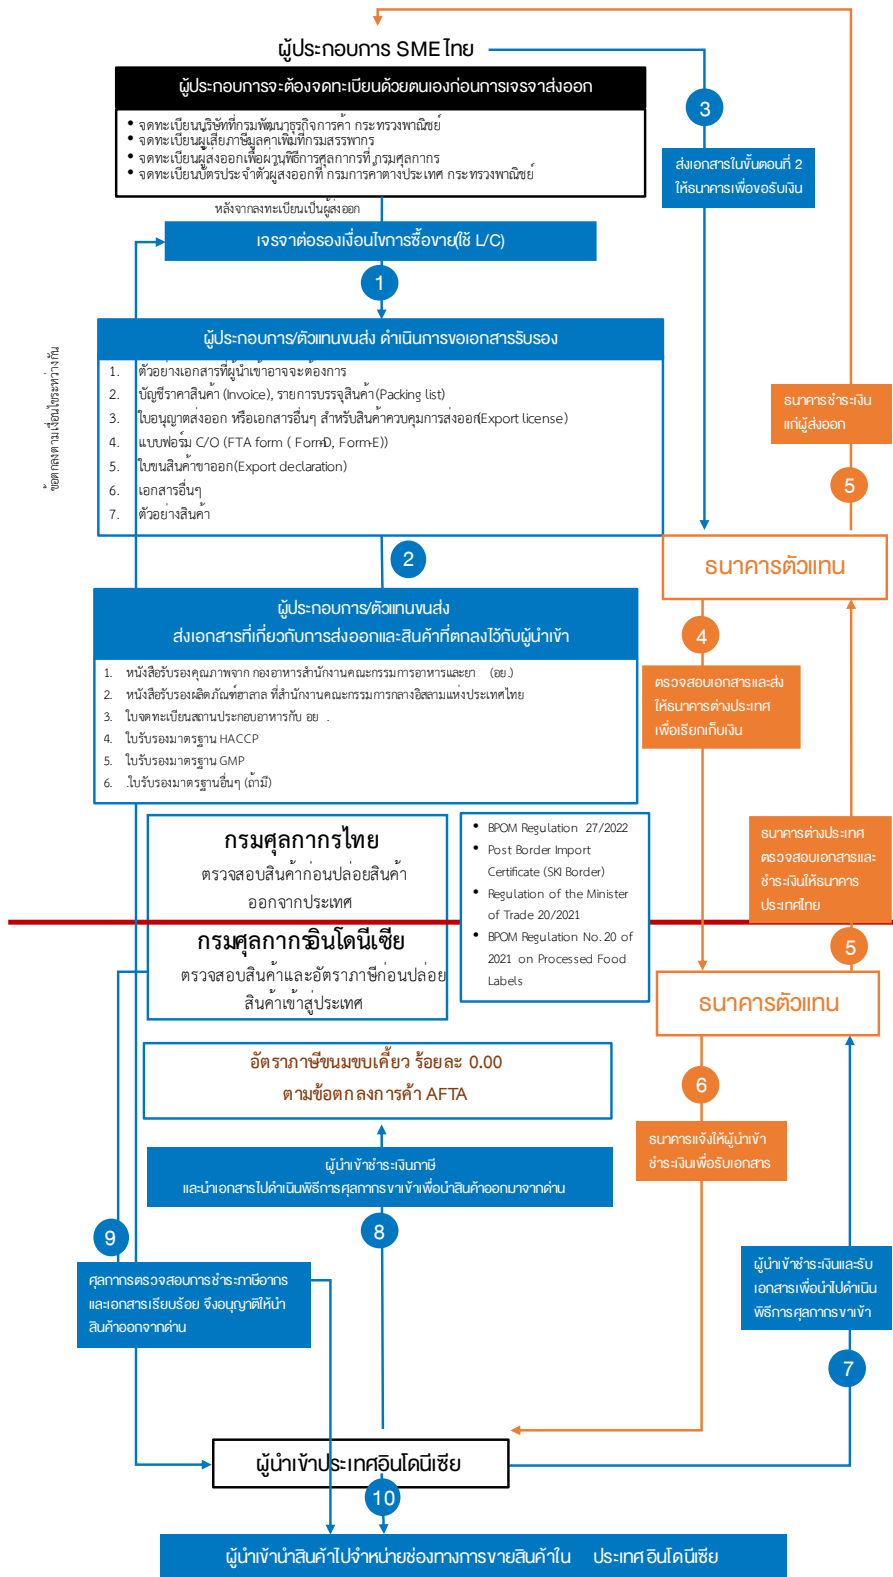 ผู้ประกอบการ SME ไทย
ผู้ประกอบการจะต้องจดทะเบียนด้วยตนเองก่อนการเจรจาส่งออก
• จดทะเบียนบริษัทที่กรมพัฒนาธุรกิจการค้า กระทรวงพาณิชย์
• จดทะเบียนผู้เสียภาษีมูลค่าเพิ่มที่กรมสรรพากร
• จดทะเบียนผู้ส่งออกเพื่อผ่านพิธีการศุลกากรที่ กรมศุลกากร
• จดทะเบียนบัตรประจำตัวผู้ส่งออกที่ กรมการค้าต่างประเทศ กระทรวงพาณิชย์
3
ส่งเอกสารในขั้นตอนที่ 2
ให้ธนาคารเพื่อขอรับเงิน
หลังจากลงทะเบียนเป็นผู้ส่งออก
เจรจาต่อรองเงื่อนไขการซื้อขาย(ใช้ L/C)
1
ข้อตกลงตามเงื่อนไขระหว่างกัน
ผู้ประกอบการ/ตัวแทนขนส่ง ดำเนินการขอเอกสารรับรอง
1. ตัวอย่างเอกสารที่ผู้นำเข้าอาจจะต้องการ
2. บัญชีราคาสินค้า (Invoice), รายการบรรจุสินค้า (Packing list)
3. ใบอนุญาตส่งออก หรือเอกสารอื่นๆ สำหรับสินค้าควบคุมการส่งออก(Export license)
4. แบบฟอร์ม C/O (FTA form ( Form-D, Form-E))
5. ใบขนสินค้าขาออก(Export declaration)
6. เอกสารอื่นๆ
7. ตัวอย่างสินค้า
ธนาคารชำระเงิน
แก่ผู้ส่งออก
5
2
ธนาคารตัวแทน
ผู้ประกอบการ/ตัวแทนขนส่ง
ส่งเอกสารที่เกี่ยวกับการส่งออกและสินค้าที่ตกลงไว้กับผู้นำเข้า
1. หนังสือรับรองคุณภาพจาก กองอาหารสำนักงานคณะกรรมการอาหารและยา (อย.)
2. หนังสือรับรองผลิตภัณฑ์ฮาลาล ที่สำนักงานคณะกรรมการกลางอิสลามแห่งประเทศไทย
3. ใบจดทะเบียนสถานประกอบอาหารกับ อย .
4. ใบรับรองมาตรฐาน HACCP
5. ใบรับรองมาตรฐาน GMP
6. .ใบรับรองมาตรฐานอื่นๆ (ถ้ามี)
4
ตรวจสอบเอกสารและส่ง
ให้ธนาคารต่างประเทศ
เพื่อเรียกเก็บเงิน
กรมศุลกากรไทย
ตรวจสอบสินค้าก่อนปล่อยสินค้า
ออกจากประเทศ
• BPOM Regulation 27/2022
• Post Border Import
Certificate (SKI Border)
• Regulation of the Minister
of Trade 20/2021
• BPOM Regulation No. 20 of
2021 on Processed Food
Labels
ธนาคารต่างประเทศ
ตรวจสอบเอกสารและ
ชำระเงินให้ธนาคาร
ประเทศไทย
5
กรมศุลกากรอินโดนีเซีย
ตรวจสอบสินค้าและอัตราภาษีก่อนปล่อย
สินค้าเข้าสู่ประเทศ
ธนาคารตัวแทน
อัตราภาษีขนมขบเคี้ยว ร้อยละ 0.00
ตามข้อตกลงการค้า AFTA
6
ธนาคารแจ้งให้ผู้นำเข้า
ชำระเงินเพื่อรับเอกสาร
ผู้นำเข้าชำระเงินภาษี
และนำเอกสารไปดำเนินพิธีการศุลกากรขาเข้าเพื่อนำสินค้าออกมาจากด่าน
8
9
ศุลกากรตรวจสอบการชำระภาษีอากร
และเอกสารเรียบร้อย จึงอนุญาติให้นำ
สินค้าออกจากด่าน
ผู้นำเข้าชำระเงินและรับ
เอกสารเพื่อนำไปดำเนิน
พิธีการศุลกากรขาเข้า
7
ผู้นำเข้าประเทศอินโดนีเซีย
10
ผู้นำเข้านำสินค้าไปจำหน่ายช่องทางการขายสินค้าใน ประเทศ อินโดนีเซีย